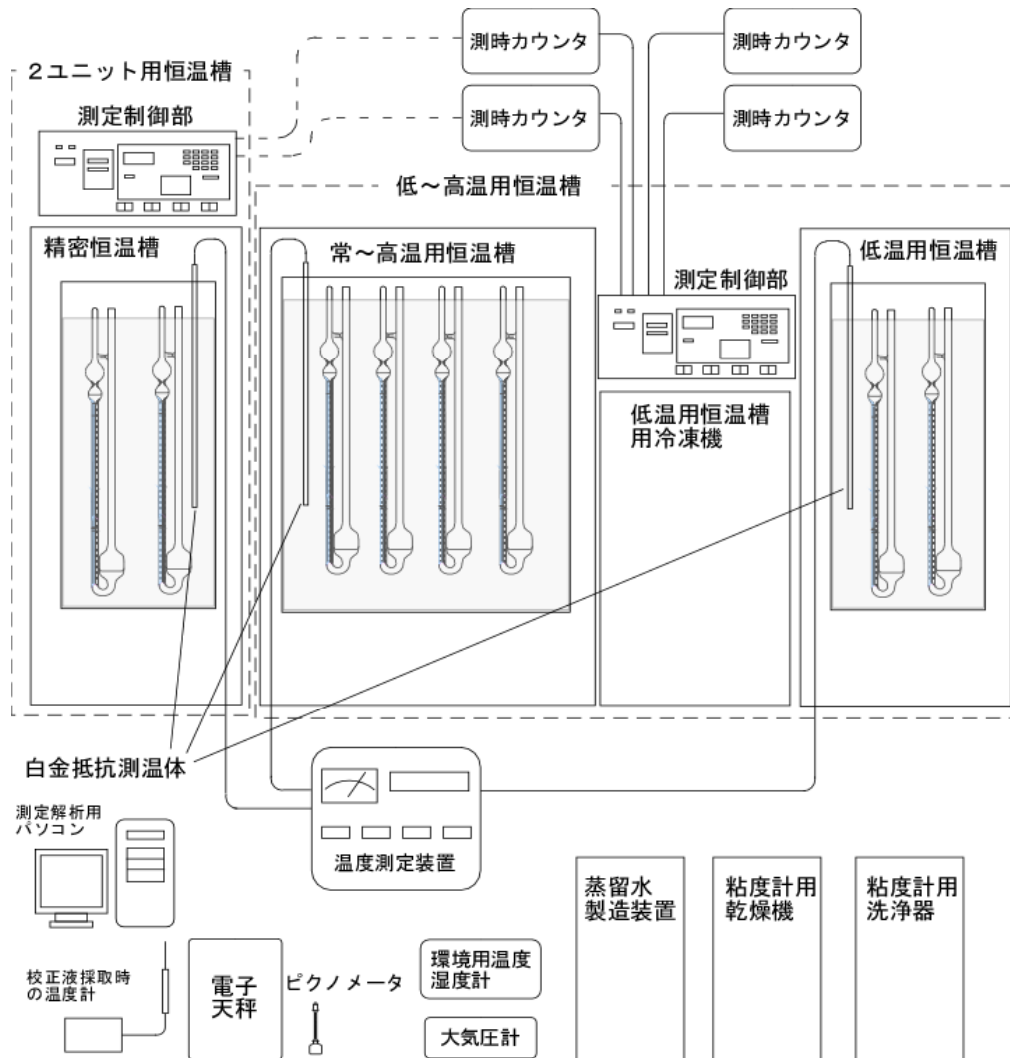 測時カウンタ
測時カウンタ
2ユニット用恒温槽
測定制御部
測時カウンタ
測時カウンタ
低～高温用恒温槽
精密恒温槽
常～高温用恒温槽
測定制御部
低温用恒温槽
低温用恒温槽
用冷凍機
白金抵抗測温体
測定解析用
パソコン
温度測定装置
蒸留水
製造装置
粘度計用
乾燥機
粘度計用
洗浄器
校正液採取時
の温度計
電子
天秤
ピクノメータ
環境用温度
湿度計
大気圧計